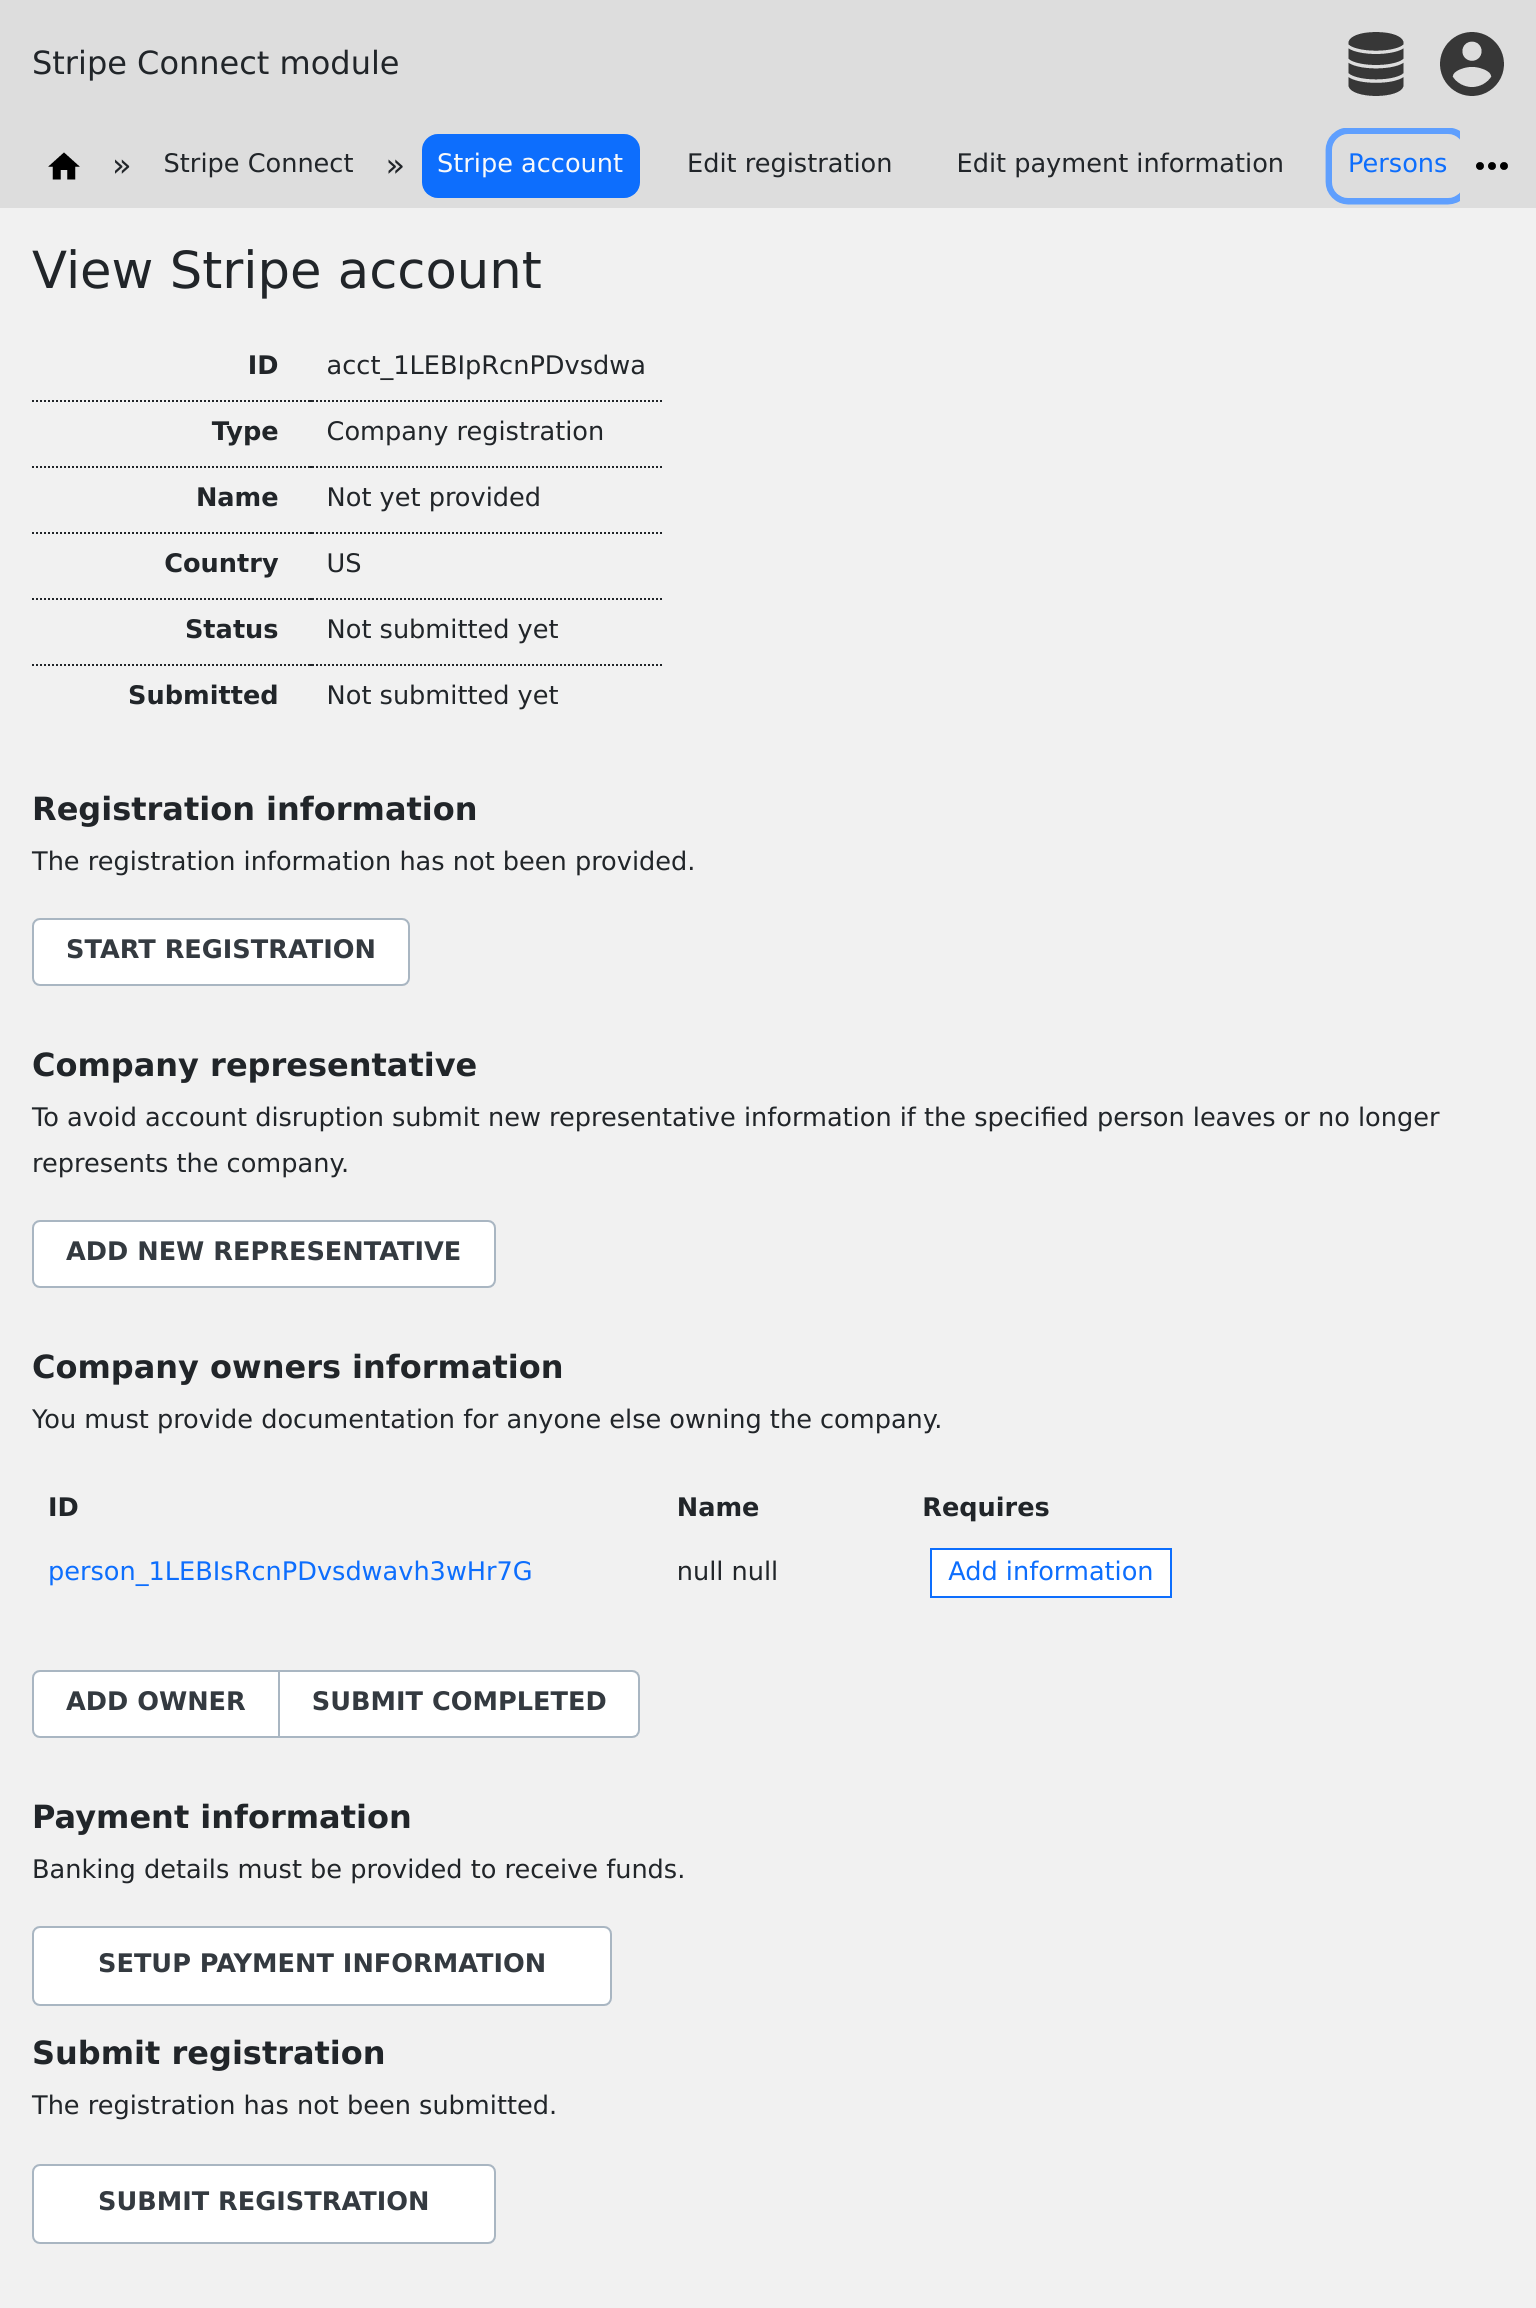 Stripe Connect module
» Stripe Connect » Stripe account Edit registration Edit payment information Persons
View Stripe account
ID acct_1LEBIpRcnPDvsdwa
Type Company registration
Name Not yet provided
Country US
Status Not submitted yet
Submitted Not submitted yet
Registration information
The registration information has not been provided.
START REGISTRATION
Company representative
To avoid account disruption submit new representative information if the specified person leaves or no longer
represents the company.
ADD NEW REPRESENTATIVE
Company owners information
You must provide documentation for anyone else owning the company.
ID Name Requires
person_1LEBIsRcnPDvsdwavh3wHr7G null null Add information
ADD OWNER SUBMIT COMPLETED
Payment information
Banking details must be provided to receive funds.
SETUP PAYMENT INFORMATION
Submit registration
The registration has not been submitted.
SUBMIT REGISTRATION